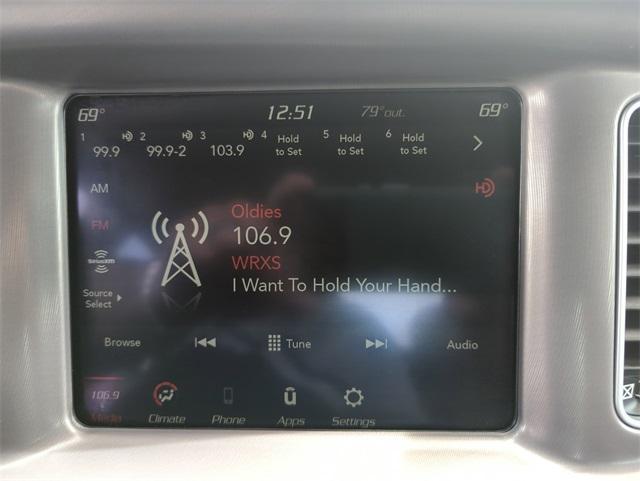 69° 12:51 79° out. 69°
1 2 3 4 5 6
99.9 99.9-2 103.9 Hold to Set Hold to Set Hold to Set
AM
HD
FM
Oldies
106.9
WRXS
SiriusXM
I Want To Hold Your Hand...
Source
Select
Browse Tune Audio
106.9
Media Climate Phone Apps Settings